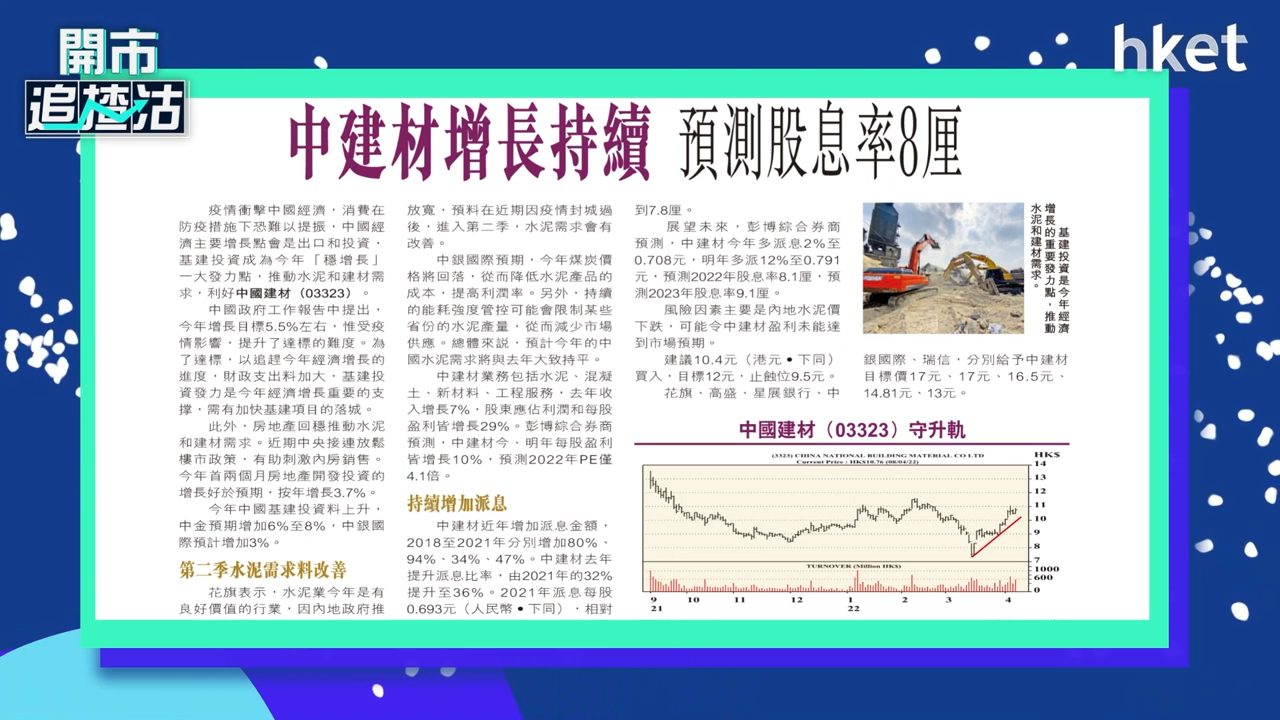 開市
追揸沽
hket
中建材增長持續 預測股息率8厘
疫情衝擊中國經濟，消費在
防疫措施下恐難以提振，中國經
濟主要增長點會是出口和投資，
基建投資成為今年「穩增長」
一大發力點，推動水泥和建材需
求，利好中國建材（03323）。
中國政府工作報告中提出，
今年增長目標5.5%左右，惟受疫
情影響，提升了達標的難度。為
了達標，以追趕今年經濟增長的
進度，財政支出料加大，基建投
資發力是今年經濟增長重要的支
撐，需有加快基建項目的落城。
此外，房地產回穩推動水泥
和建材需求。近期中央接連放鬆
樓市政策，有助刺激內房銷售。
今年首兩個月房地產開發投資的
增長好於預期，按年增長3.7%。
今年中國基建投資料上升，
中金預期增加6%至8%，中銀國
際預計增加3%。
第二季水泥需求料改善
花旗表示，水泥業今年是有
良好價值的行業，因內地政府推
放寬，預料在近期因疫情封城過
後，進入第二季，水泥需求會有
改善。
中銀國際預期，今年煤炭價
格將回落，從而降低水泥產品的
成本，提高利潤率。另外，持續
的能耗強度管控可能會限制某些
省份的水泥產量，從而減少市場
供應。總體來説，預計今年的中
國水泥需求將與去年大致持平。
中建材業務包括水泥、混凝
土、新材料、工程服務，去年收
入增長7%，股東應佔利潤和每股
盈利皆增長29%。彭博綜合券商
預測，中建材今、明年每股盈利
皆增長10%，預測2022年PE僅
4.1倍。
持續增加派息
中建材近年增加派息金額，
2018至2021年分別增加80%、
94%、34%、47%。中建材去年
提升派息比率，由2021年的32%
提升至36%。2021年派息每股
0.693元（人民幣•下同），相對
到7.8厘。
展望未來，彭博綜合券商
預測，中建材今年多派息2%至
0.708元，明年多派12%至0.791
元，預測2022年股息率8.1厘，預
測2023年股息率9.1厘。
風險因素主要是內地水泥價
下跌，可能令中建材盈利未能達
到市場預期。
建議10.4元（港元•下同）
買入，目標12元，止蝕位9.5元。
花旗、高盛、星展銀行、中
基建投資是今年經濟
增長的重要發力點，推動
水泥和建材需求。
銀國際、瑞信，分別給予中建材
目標價17元、17元、16.5元、
14.81元、13元。
中國建材（03323）守升軌
(3323) CHINA NATIONAL BUILDING MATERIAL CO LTD
Current Price : HK$10.76 (08/04/22)
HK$
14
13
12
11
10
9
8
7
TURNOVER (Million HK$)
1000
600
0
9 10 11 12 1 2 3 4
21 22